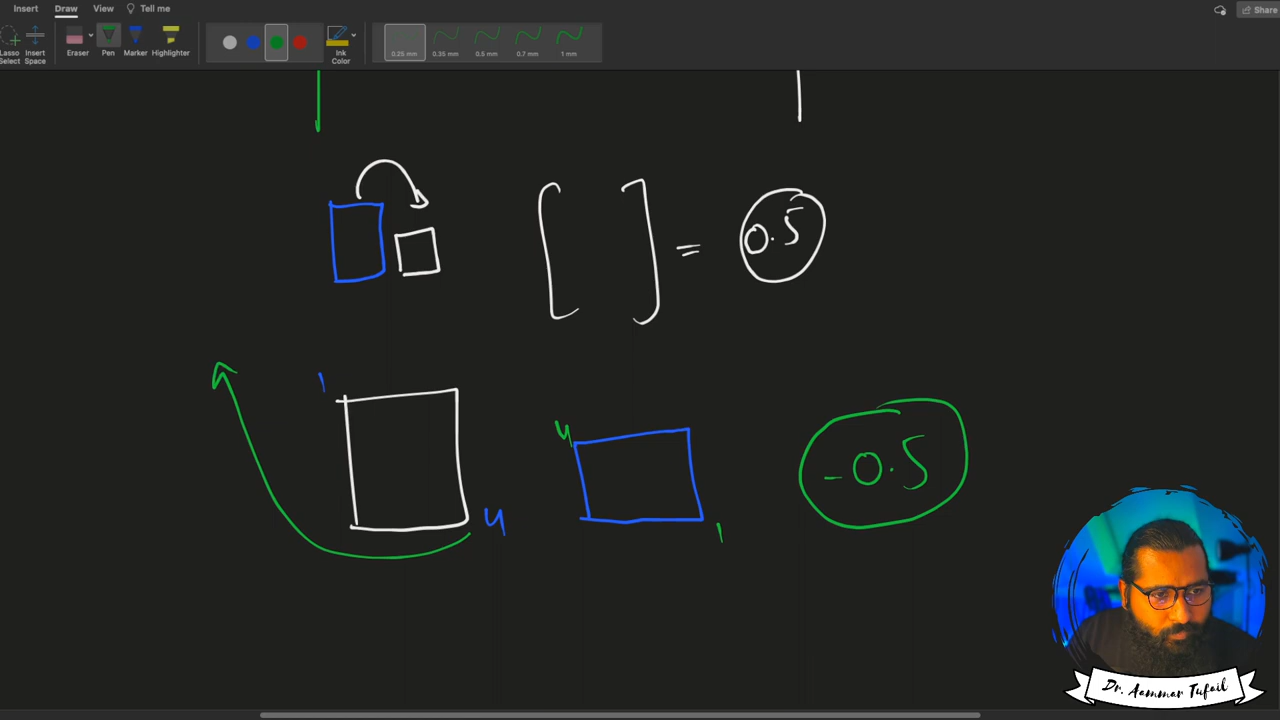 Insert Draw View Tell me
Share
Lasso Select
Insert Space
Eraser
Pen
Marker
Highlighter
Ink Color
0.25 mm
0.35 mm
0.5 mm
0.7 mm
1 mm
[ ] = 0.5
1
4
4
1
-0.5
Dr. Aammar Tufail